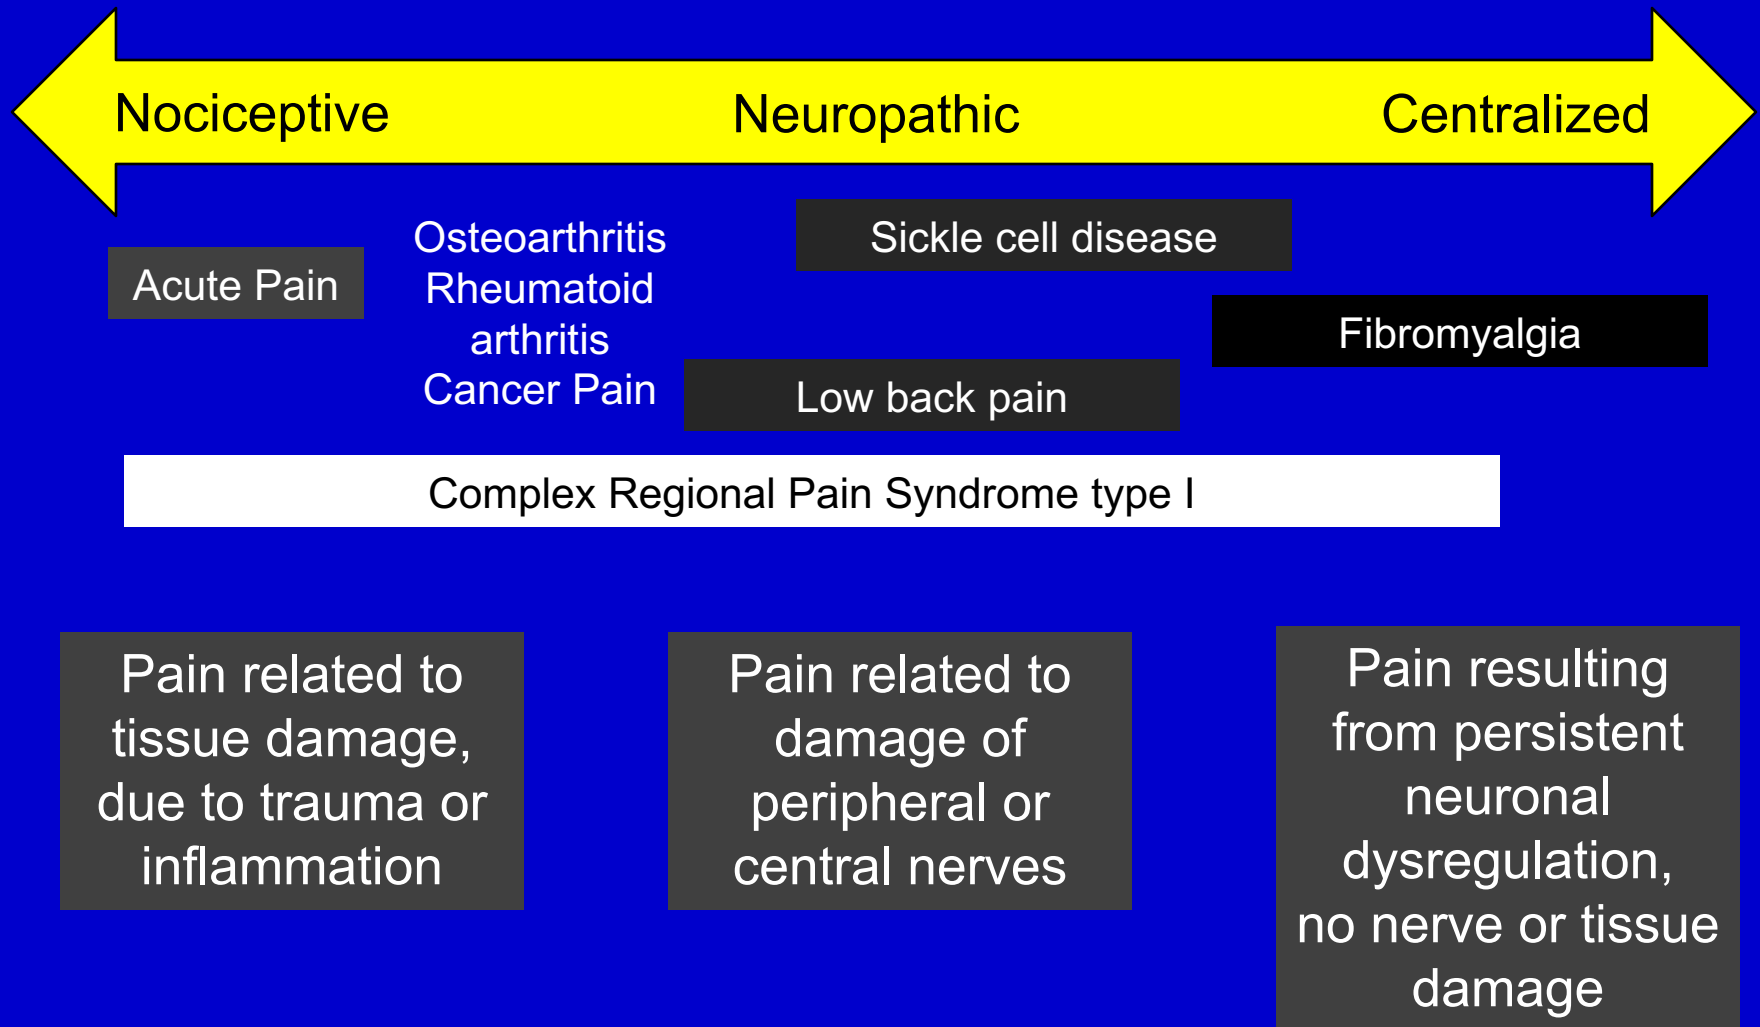 Nociceptive
Neuropathic
Centralized
Acute Pain
Osteoarthritis
Rheumatoid
arthritis
Cancer Pain
Sickle cell disease
Low back pain
Fibromyalgia
Complex Regional Pain Syndrome type I
Pain related to
tissue damage,
due to trauma or
inflammation
Pain related to
damage of
peripheral or
central nerves
Pain resulting
from persistent
neuronal
dysregulation,
no nerve or tissue
damage